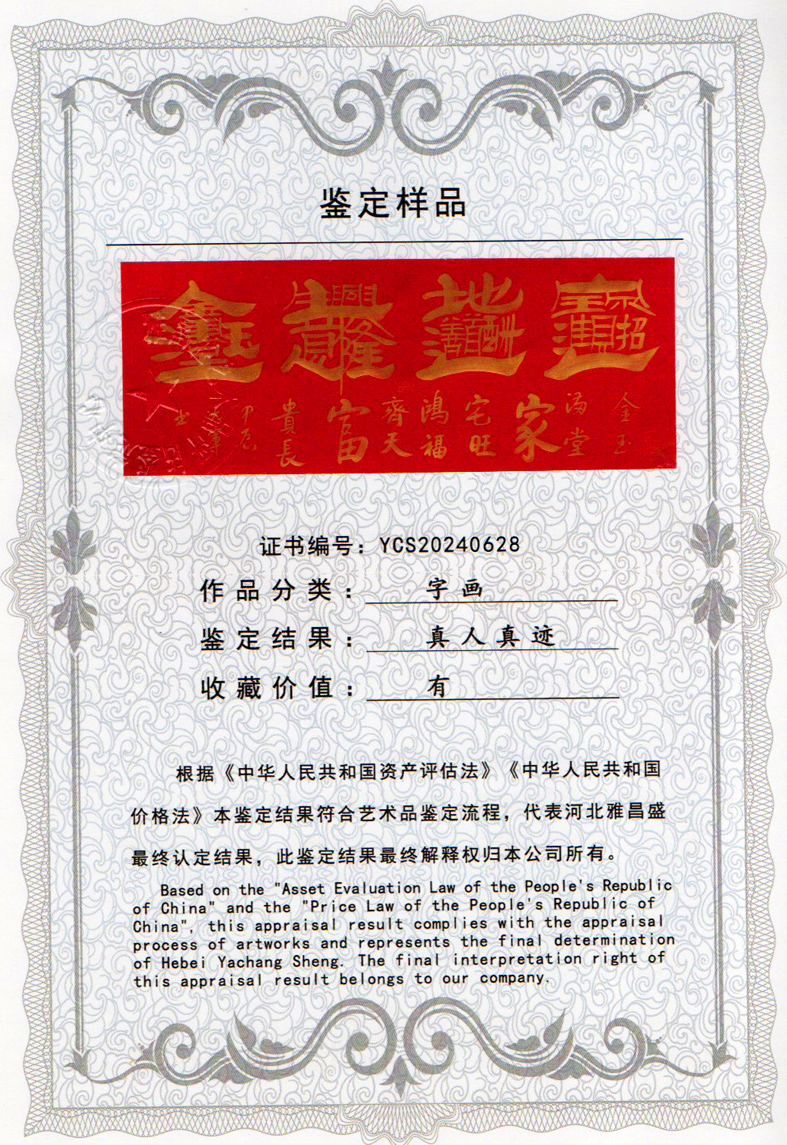 鉴定样品
金玉
满堂
家
宅旺
鸿福
齊天
富
貴長
甲辰
证书编号：YCS20240628
作品分类：字画
鉴定结果：真人真迹
收藏价值：有
根据《中华人民共和国资产评估法》《中华人民共和国
价格法》本鉴定结果符合艺术品鉴定流程，代表河北雅昌盛
最终认定结果，此鉴定结果最终解释权归本公司所有。
Based on the "Asset Evaluation Law of the People's Republic
of China" and the "Price Law of the People's Republic of
China", this appraisal result complies with the appraisal
process of artworks and represents the final determination
of Hebei Yachang Sheng. The final interpretation right of
this appraisal result belongs to our company.